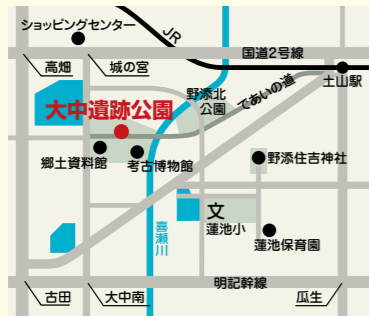 ショッピングセンター
JR
国道2号線
高畑
城の宮
土山駅
野添北
公園
であいの道
大中遺跡公園
郷土資料館
考古博物館
野添住吉神社
文
蓮池小
蓮池保育園
喜瀬川
明記幹線
古田
大中南
瓜生